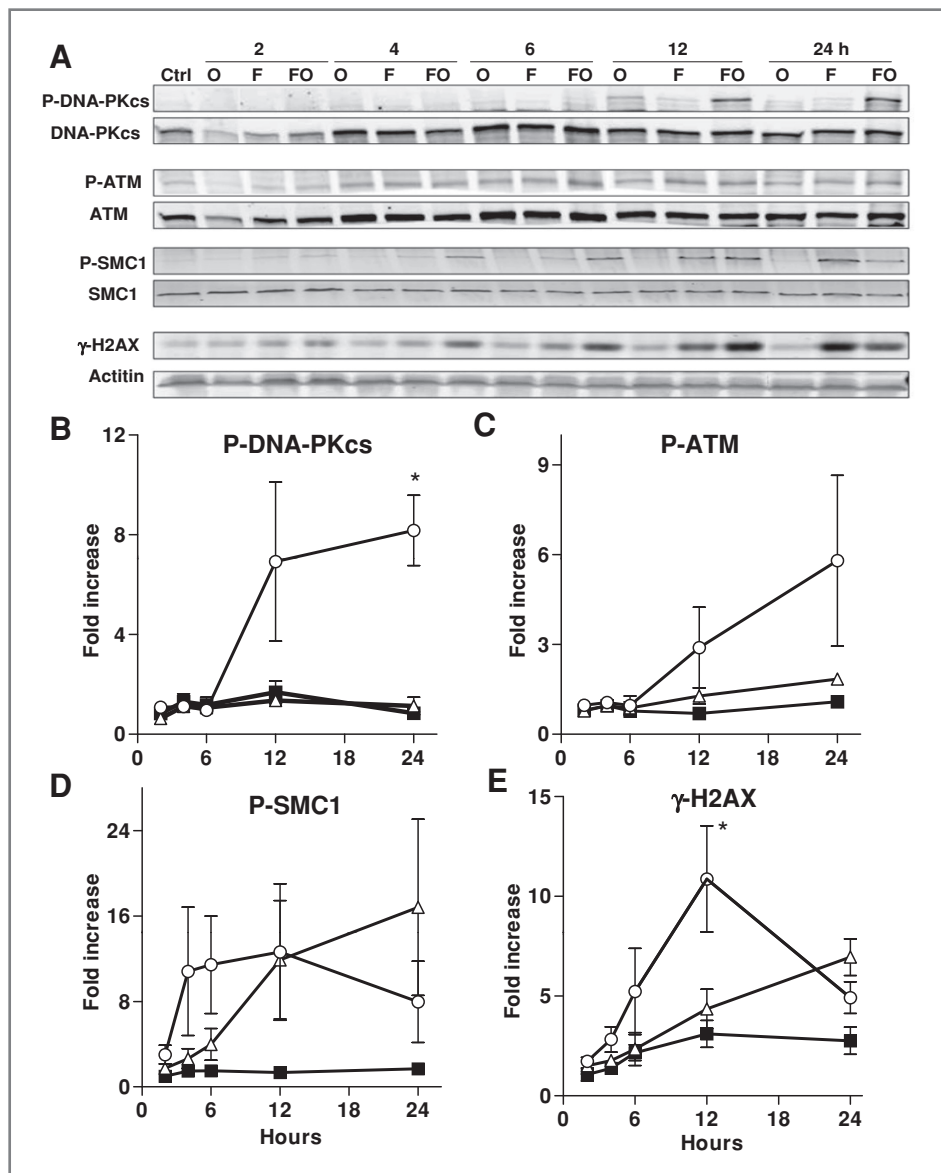 A
2 4 6 12 24 h
Ctrl O F FO O F FO O F FO O F FO O F FO
P-DNA-PKcs
DNA-PKcs
P-ATM
ATM
P-SMC1
SMC1
γ-H2AX
Actitin
B
P-DNA-PKcs
12
8
4
0
Fold increase
*
0 6 12 18 24
C
P-ATM
9
6
3
0
Fold increase
0 6 12 18 24
D
P-SMC1
24
16
8
0
Fold increase
0 6 12 18 24
Hours
E
γ-H2AX
15
10
5
0
Fold increase
*
0 6 12 18 24
Hours